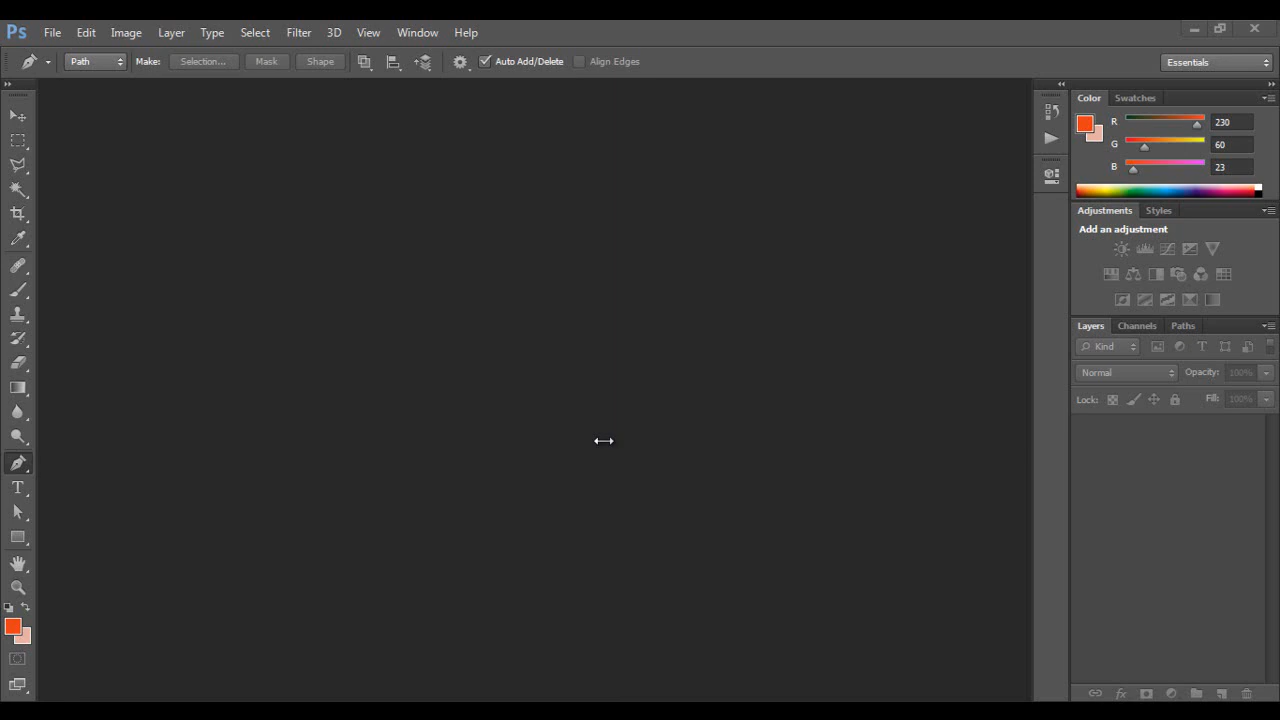 Ps File Edit Image Layer Type Select Filter 3D View Window Help
Path Make: Selection... Mask Shape Auto Add/Delete Align Edges Essentials
Color Swatches
R 230
G 60
B 23
Adjustments Styles
Add an adjustment
Layers Channels Paths
Kind T
Normal Opacity: 100%
Lock: Fill: 100%
T
fx